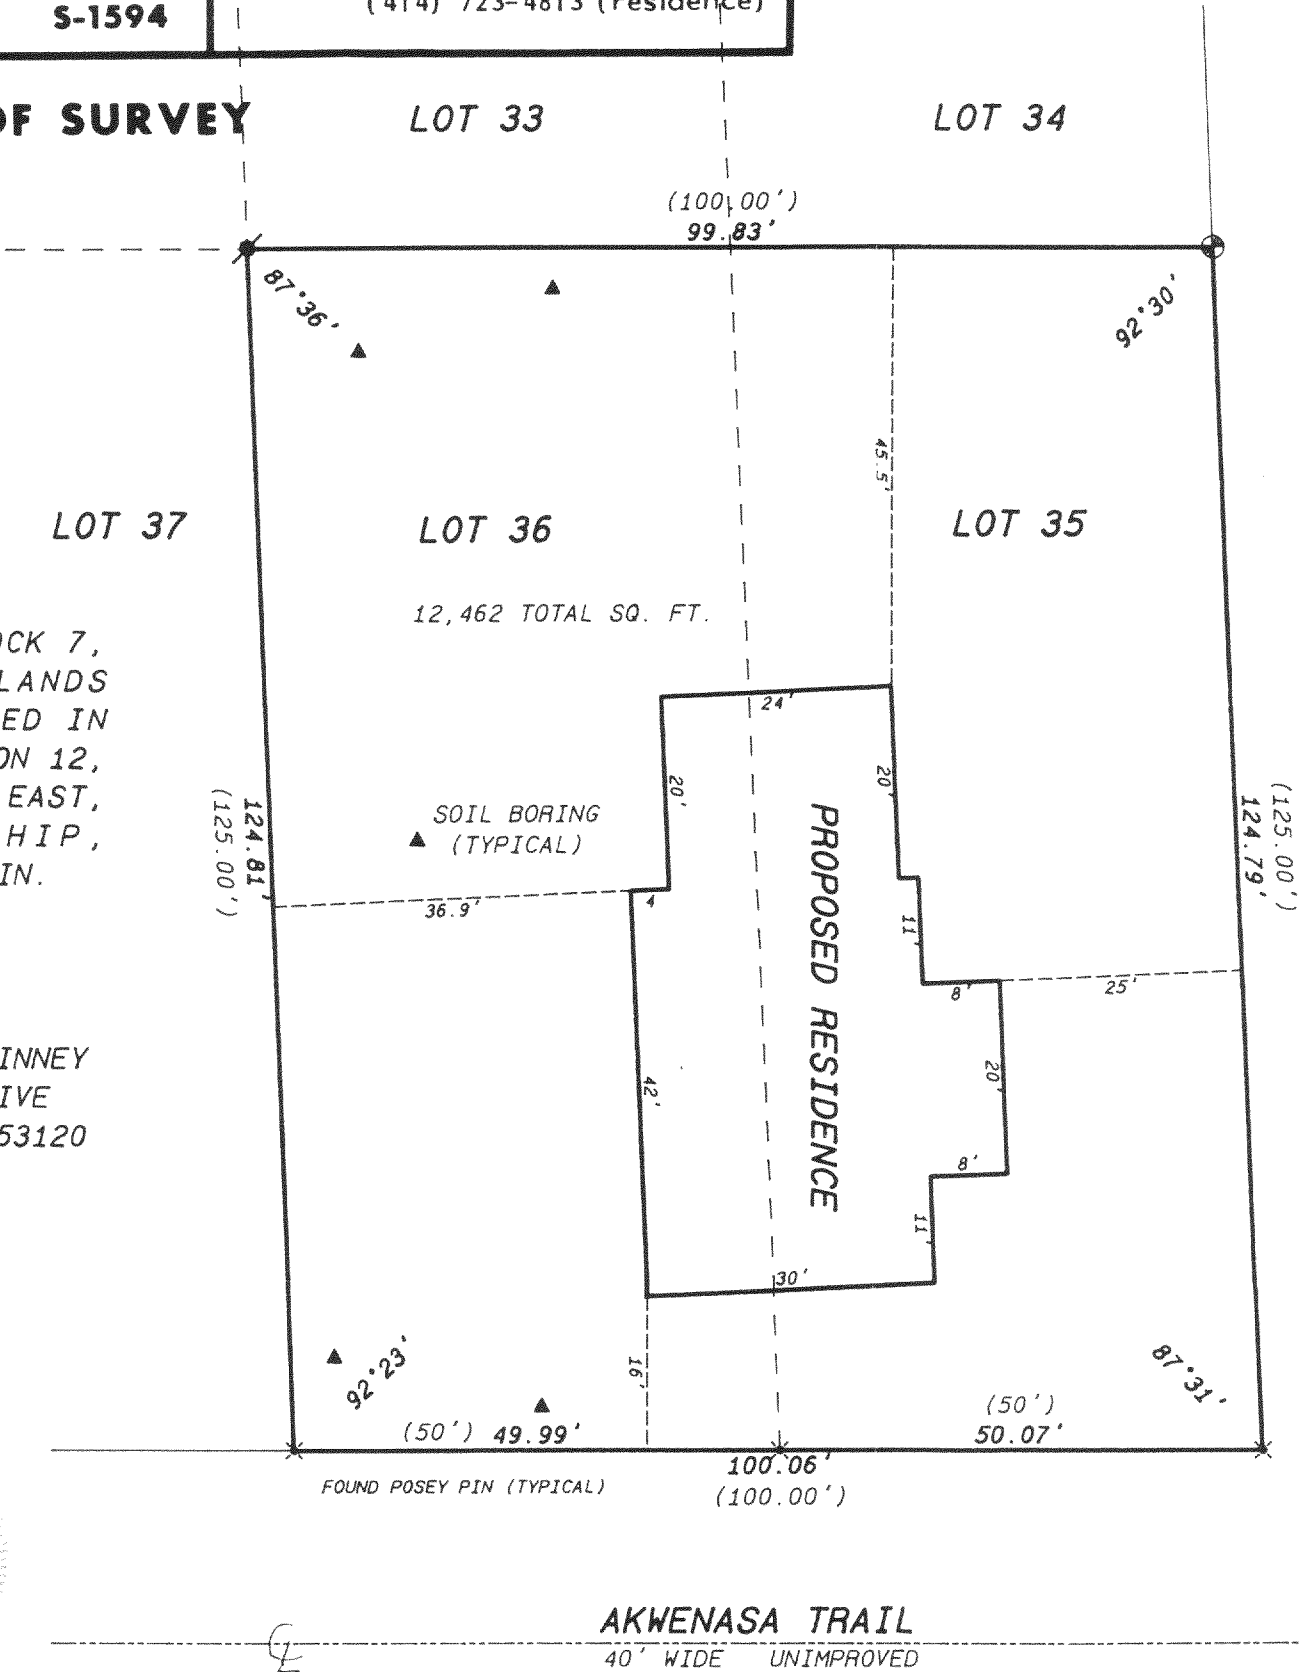 S-1594
(414) 723-4813 (residence)
OF SURVEY
LOT 33
LOT 34
(100.00')
99.83'
87°36'
92°30'
45.5'
LOT 37
LOT 36
LOT 35
12,462 TOTAL SQ. FT.
OCK 7,
LANDS
ED IN
ON 12,
EAST,
HIP,
IN.
24'
20'
20'
PROPOSED RESIDENCE
SOIL BORING
(TYPICAL)
124.81'
(125.00')
(125.00')
124.79'
36.9'
4
11'
8'
25'
INNEY
IVE
53120
42'
20'
8'
11'
30'
16'
92°23'
87°31'
(50') 49.99'
(50')
50.07'
100.06'
(100.00')
FOUND POSEY PIN (TYPICAL)
AKWENASA TRAIL
40' WIDE UNIMPROVED